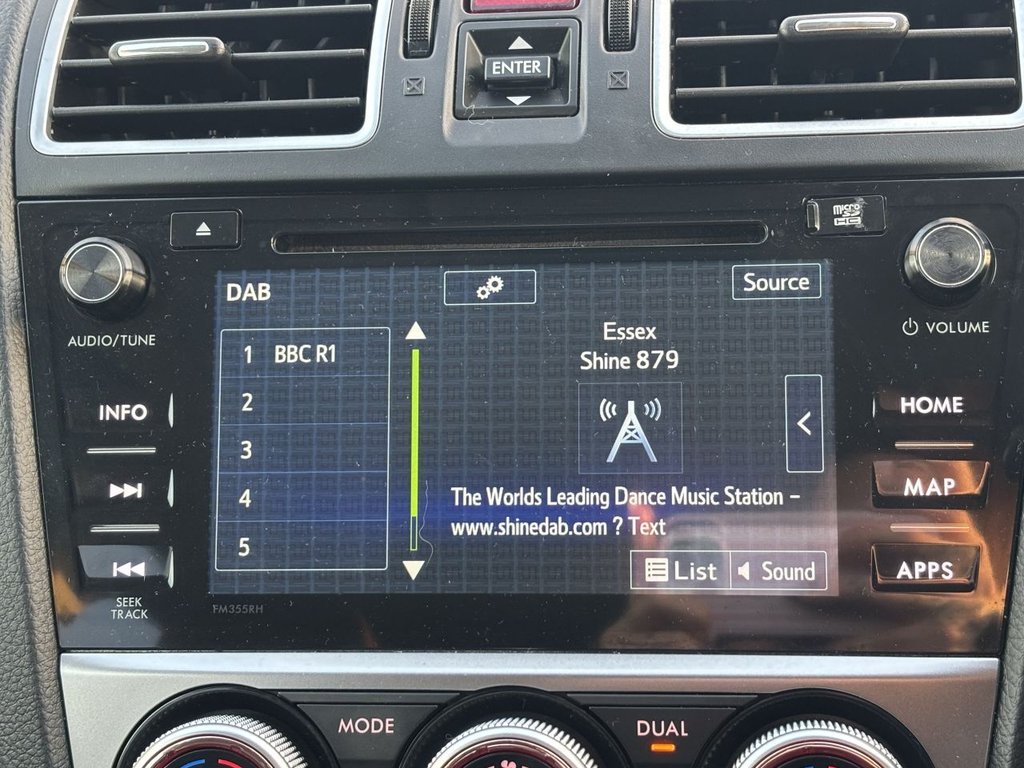 ENTER
micro
SD
HC
AUDIO/TUNE
VOLUME
DAB
Source
1 BBC R1
2
3
4
5
Essex
Shine 879
<
The Worlds Leading Dance Music Station –
www.shinedab.com ? Text
List
Sound
INFO
SEEK
TRACK
HOME
MAP
APPS
FM355RH
MODE
DUAL